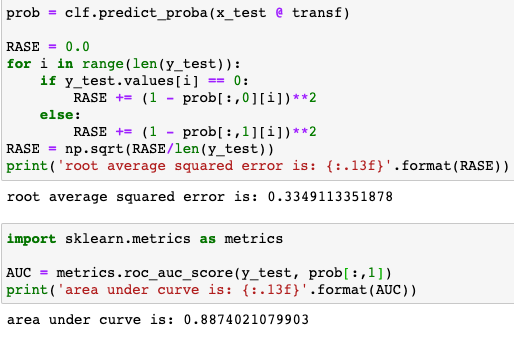 prob = clf.predict_proba(x_test @ transf)
RASE = 0.0
for i in range(len(y_test)):
    if y_test.values[i] == 0:
        RASE += (1 - prob[:,0][i])**2
    else:
        RASE += (1 - prob[:,1][i])**2
RASE = np.sqrt(RASE/len(y_test))
print('root average squared error is: {:.13f}'.format(RASE))
root average squared error is: 0.3349113351878
import sklearn.metrics as metrics
AUC = metrics.roc_auc_score(y_test, prob[:,1])
print('area under curve is: {:.13f}'.format(AUC))
area under curve is: 0.8874021079903